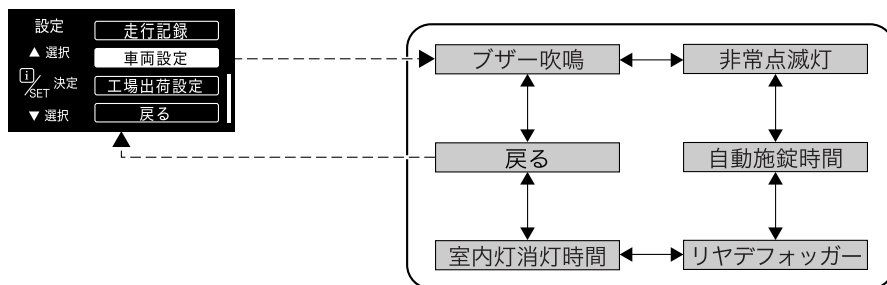 設定
▲ 選択
i/SET 決定
▼ 選択
走行記録
車両設定
工場出荷設定
戻る
ブザー吹鳴
非常点滅灯
戻る
自動施錠時間
室内灯消灯時間
リヤデフォッガー